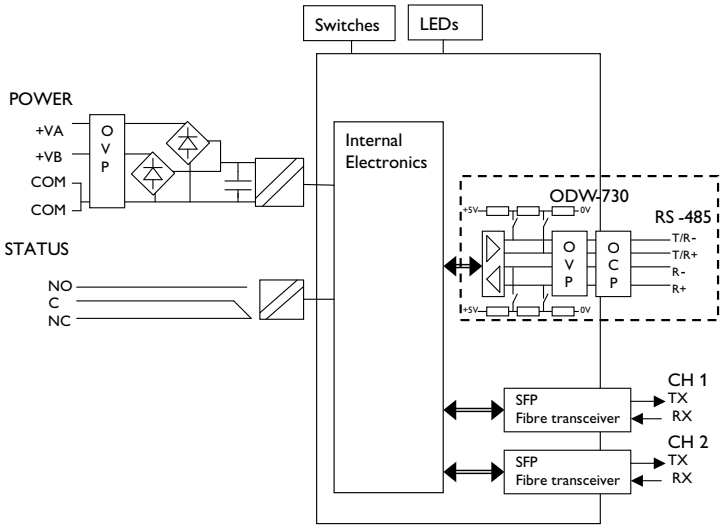 Switches
LEDs
POWER
+VA
+VB
COM
COM
O
V
P
Internal
Electronics
ODW-730
+5V
0V
RS -485
T/R-
T/R+
R-
R+
O
V
P
O
C
P
+5V
0V
STATUS
NO
C
NC
CH 1
SFP
Fibre transceiver
TX
RX
CH 2
SFP
Fibre transceiver
TX
RX